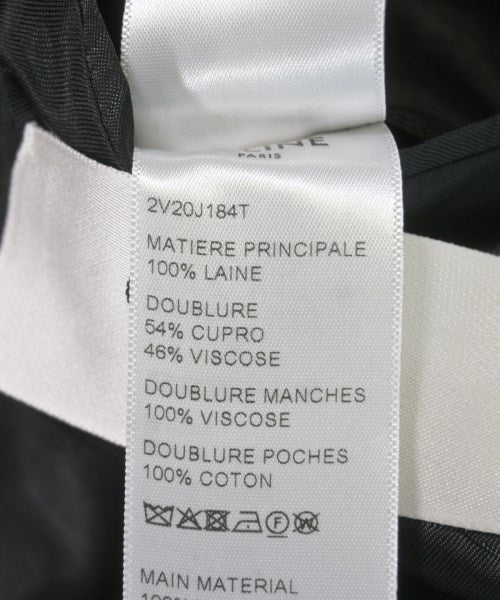 PARIS
2V20J184T
MATIERE PRINCIPALE
100% LAINE
DOUBLURE
54% CUPRO
46% VISCOSE
DOUBLURE MANCHES
100% VISCOSE
DOUBLURE POCHES
100% COTON
MAIN MATERIAL